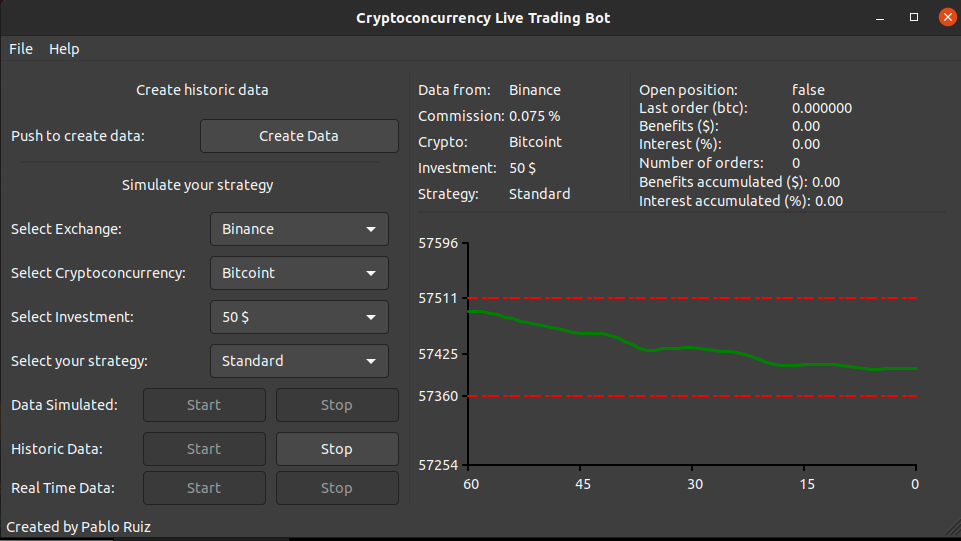 Cryptoconcurrency Live Trading Bot
File Help
Create historic data
Push to create data: Create Data
Simulate your strategy
Select Exchange: Binance
Select Cryptoconcurrency: Bitcoint
Select Investment: 50 $
Select your strategy: Standard
Data Simulated: Start Stop
Historic Data: Start Stop
Real Time Data: Start Stop
Data from: Binance
Commission: 0.075 %
Crypto: Bitcoint
Investment: 50 $
Strategy: Standard
Open position: false
Last order (btc): 0.000000
Benefits ($): 0.00
Interest (%): 0.00
Number of orders: 0
Benefits accumulated ($): 0.00
Interest accumulated (%): 0.00
57596
57511
57425
57360
57254
60 45 30 15 0
Created by Pablo Ruiz